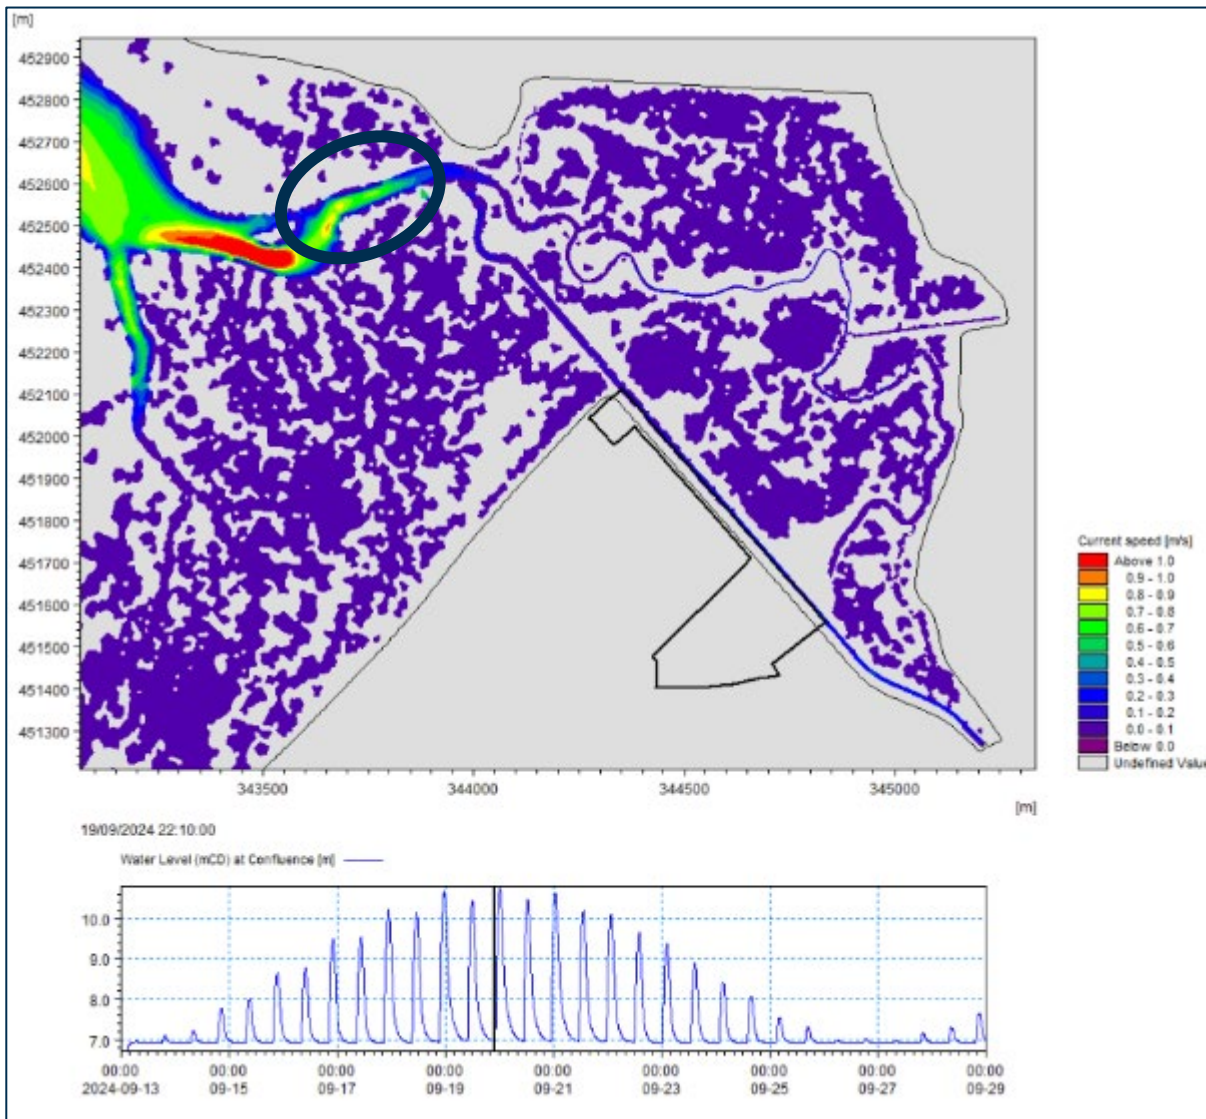 [m]
452900
452800
452700
452600
452500
452400
452300
452200
452100
452000
451900
451800
451700
451600
451500
451400
451300
343500 344000 344500 345000
[m]
Current speed [m/s]
Above 1.0
0.9 - 1.0
0.8 - 0.9
0.7 - 0.8
0.6 - 0.7
0.5 - 0.6
0.4 - 0.5
0.3 - 0.4
0.2 - 0.3
0.1 - 0.2
0.0 - 0.1
Below 0.0
Undefined Value
19/09/2024 22:10:00
Water Level (mCD) at Confluence [m]
10.0
9.0
8.0
7.0
00:00 00:00 00:00 00:00 00:00 00:00 00:00 00:00 00:00
2024-09-13 09-15 09-17 09-19 09-21 09-23 09-25 09-27 09-29